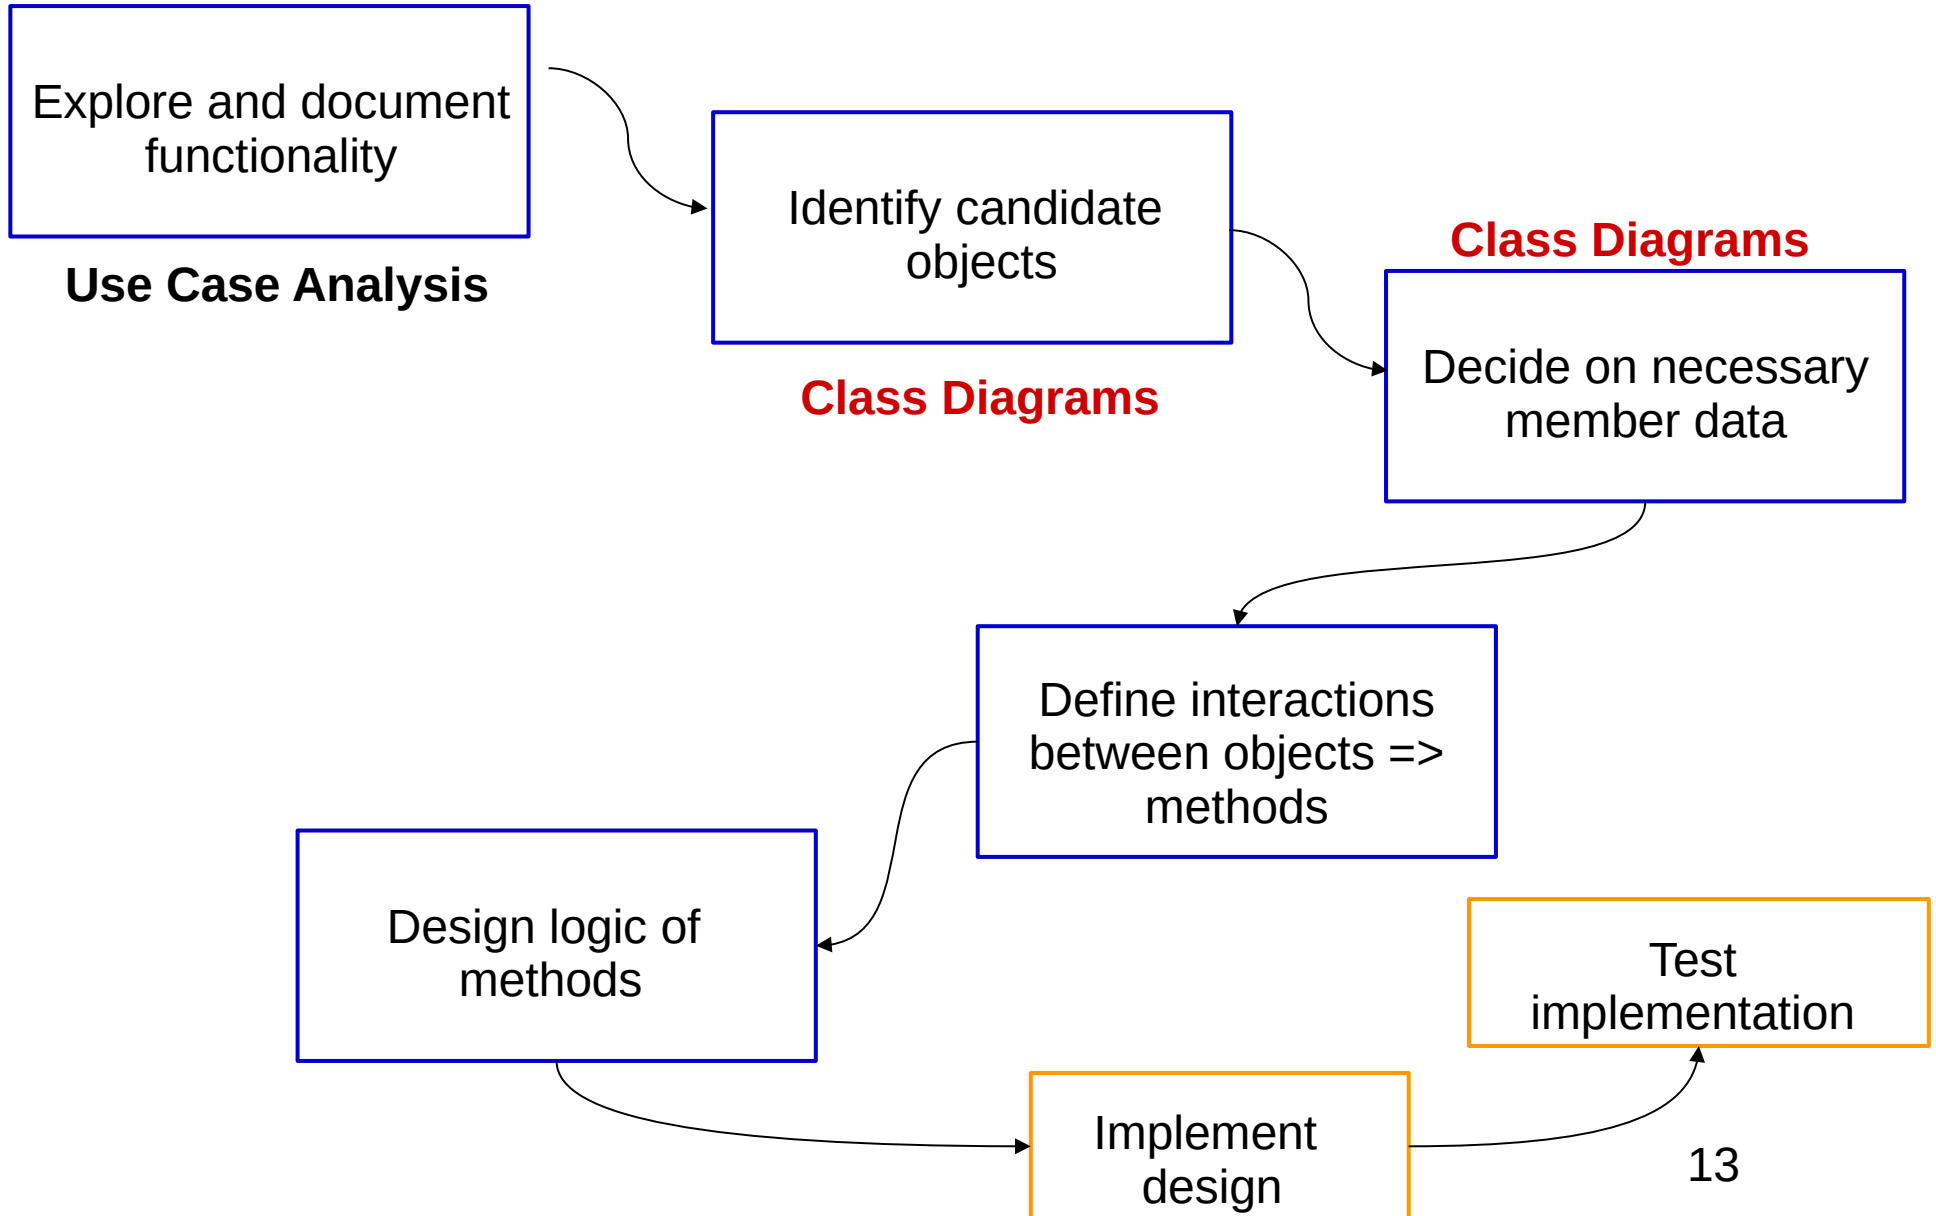 Explore and document
functionality
Use Case Analysis
Identify candidate
objects
Class Diagrams
Class Diagrams
Decide on necessary
member data
Define interactions
between objects =>
methods
Design logic of
methods
Test
implementation
Implement
design
13